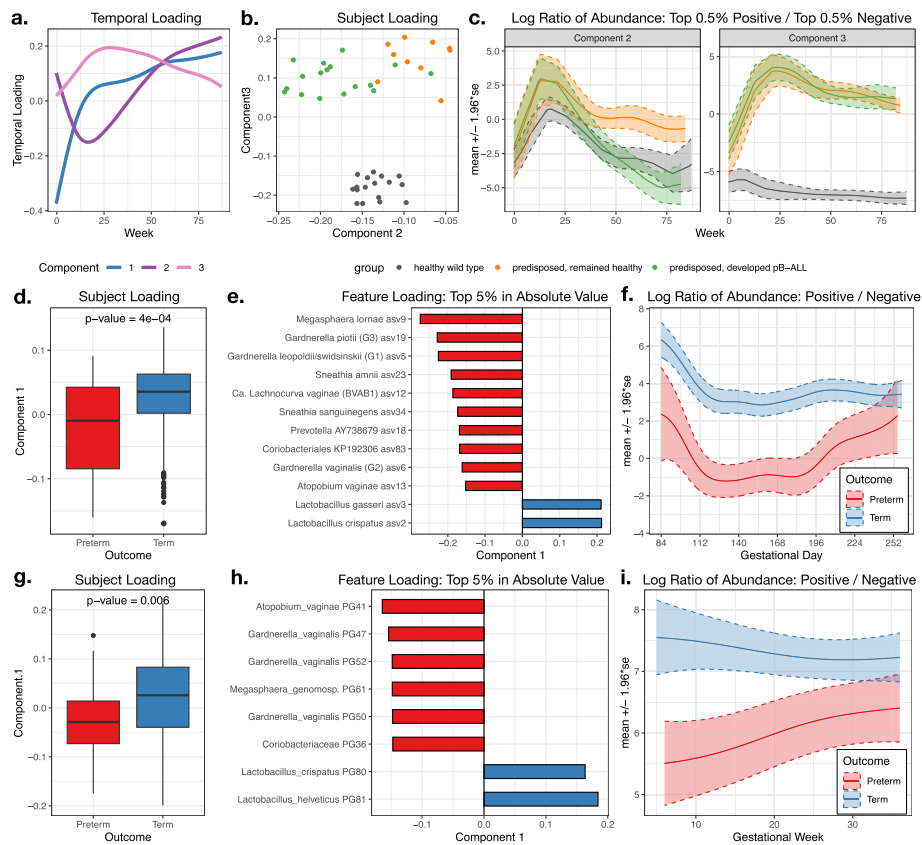 a.
Temporal Loading
Temporal Loading
0.2
0.0
−0.2
−0.4
0
25
50
75
Week
b.
Subject Loading
Component3
0.2
0.1
0.0
−0.1
−0.2
−0.25
−0.20
−0.15
−0.10
−0.05
Component 2
c.
Log Ratio of Abundance: Top 0.5% Positive / Top 0.5% Negative
Component 2
Component 3
mean +/− 1.96*se
5.0
2.5
0.0
−2.5
−5.0
0
25
50
75
5
0
−5
0
25
50
75
Week
Component
1
2
3
group
healthy wild type
predisposed, remained healthy
predisposed, developed pB−ALL
d.
Subject Loading
p−value = 4e−04
Component 1
0.1
0.0
−0.1
Preterm
Term
Outcome
e.
Feature Loading: Top 5% in Absolute Value
Megasphaera lornae asv9
Gardnerella piotii (G3) asv19
Gardnerella leopoldii/swidsinskii (G1) asv5
Sneathia amnii asv23
Ca. Lachnocurva vaginae (BVAB1) asv12
Sneathia sanguinegens asv34
Prevotella AY738679 asv18
Coriobacteriales KP192306 asv83
Gardnerella vaginalis (G2) asv6
Atopobium vaginae asv13
Lactobacillus gasseri asv3
Lactobacillus crispatus asv2
−0.2
−0.1
0.0
0.1
0.2
Component 1
f.
Log Ratio of Abundance: Positive / Negative
mean +/− 1.96*se
8
6
4
2
0
−2
−4
84
112
140
168
196
224
252
Gestational Day
Outcome
Preterm
Term
g.
Subject Loading
p−value = 0.006
Component.1
0.2
0.1
0.0
−0.1
−0.2
Preterm
Term
Outcome
h.
Feature Loading: Top 5% in Absolute Value
Atopobium_vaginae PG41
Gardnerella_vaginalis PG47
Gardnerella_vaginalis PG52
Megasphaera_genomosp. PG61
Gardnerella_vaginalis PG50
Coriobacteriaceae PG36
Lactobacillus_crispatus PG80
Lactobacillus_helveticus PG81
−0.1
0.0
0.1
0.2
Component 1
i.
Log Ratio of Abundance: Positive / Negative
mean +/− 1.96*se
8
7
6
5
10
20
30
Gestational Week
Outcome
Preterm
Term